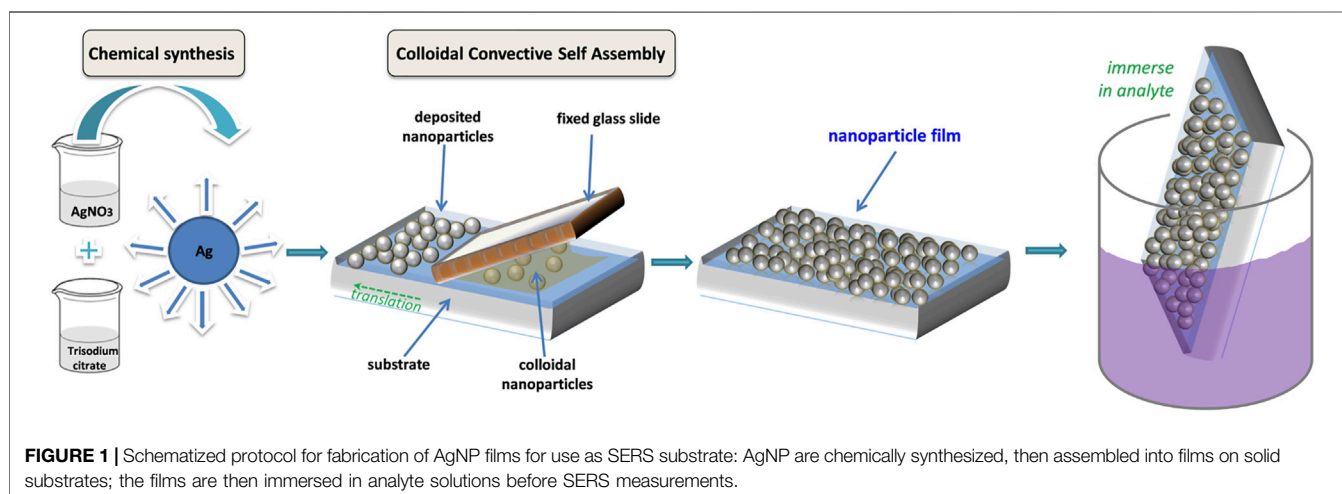 Chemical synthesis
Colloidal Convective Self Assembly
immerse
in analyte
deposited
nanoparticles
fixed glass slide
nanoparticle film
AgNO3
+
Ag
Trisodium
citrate
translation
substrate
colloidal
nanoparticles
FIGURE 1 | Schematized protocol for fabrication of AgNP films for use as SERS substrate: AgNP are chemically synthesized, then assembled into films on solid
substrates; the films are then immersed in analyte solutions before SERS measurements.